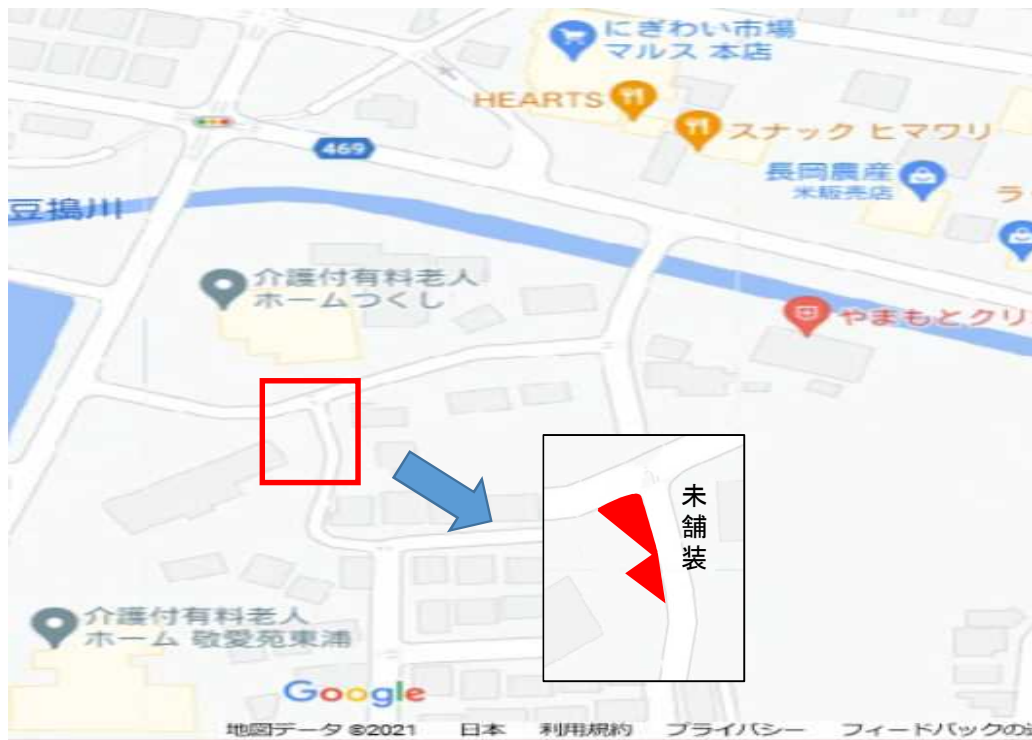 にぎわい市場
マルス 本店
HEARTS
スナック ヒマワリ
469
長岡農産
米販売店
ラ
豆搗川
介護付有料老人
ホームつくし
やまもとクリ
未舗装
介護付有料老人
ホーム 敬愛苑東浦
Google
地図データ ©2021 日本 利用規約 プライバシー フィードバックの